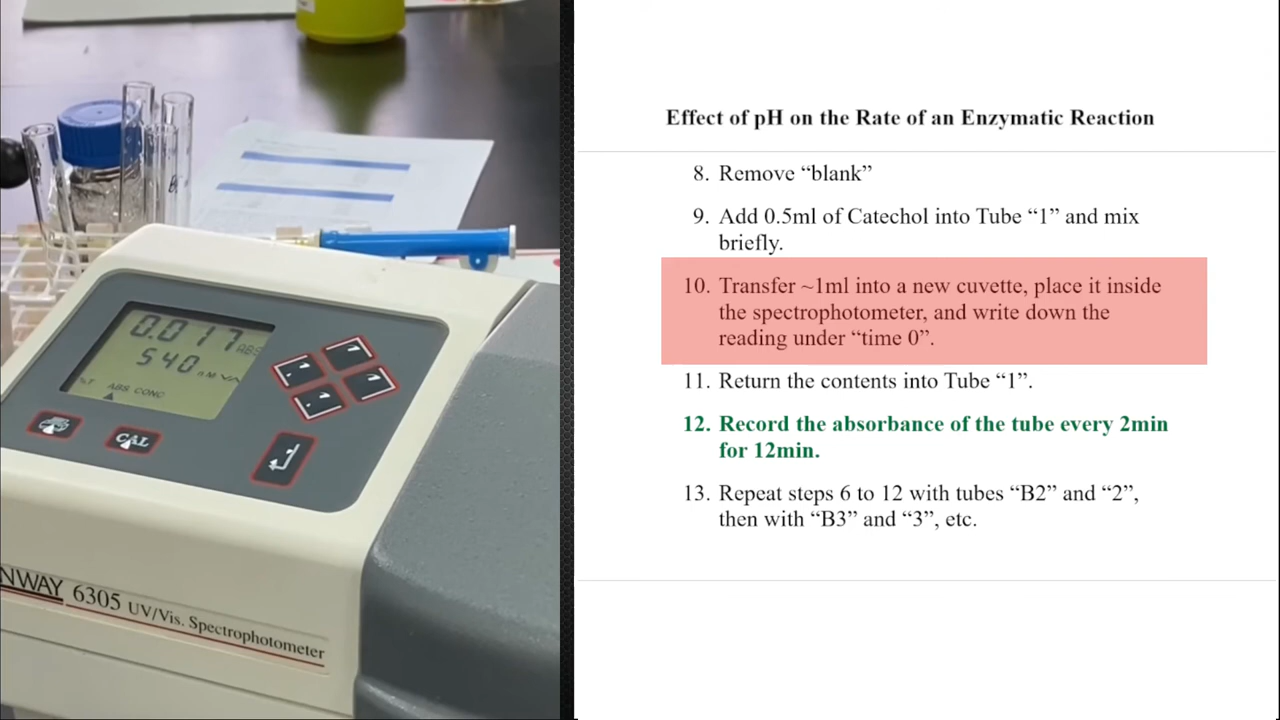 0.017 ABS
540 nM
%T ABS CONC
CAL
NWAY 6305 UV/Vis. Spectrophotometer
Effect of pH on the Rate of an Enzymatic Reaction
8. Remove “blank”
9. Add 0.5ml of Catechol into Tube “1” and mix
briefly.
10. Transfer ~1ml into a new cuvette, place it inside
the spectrophotometer, and write down the
reading under “time 0”.
11. Return the contents into Tube “1”.
12. Record the absorbance of the tube every 2min
for 12min.
13. Repeat steps 6 to 12 with tubes “B2” and “2”,
then with “B3” and “3”, etc.